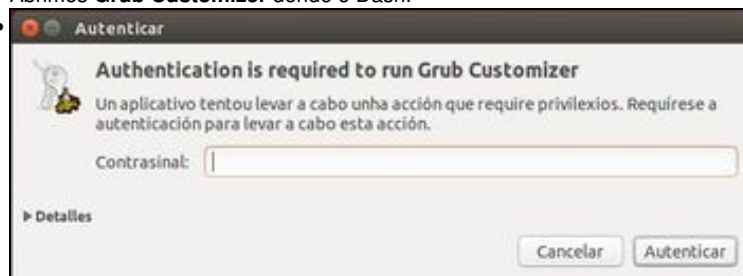 Abrimos Grub Customizer dende o Dash.
Autenticar
Authentication is required to run Grub Customizer
Un aplicativo tentou levar a cabo unha acción que require privilexios. Requírese a
autenticación para levar a cabo esta acción.
Contrasinal:
Detalles
Cancelar
Autenticar